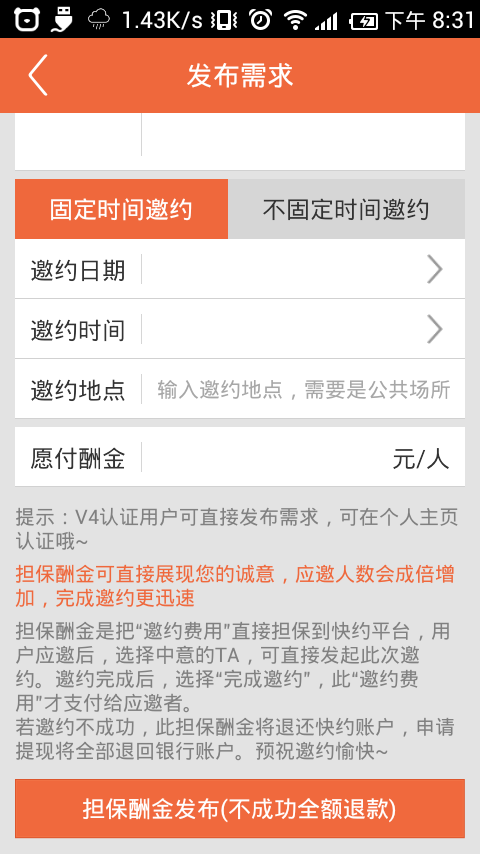 1.43K/s 下午 8:31
发布需求
固定时间邀约 不固定时间邀约
邀约日期
邀约时间
邀约地点 输入邀约地点，需要是公共场所
愿付酬金 元/人
提示：V4认证用户可直接发布需求，可在个人主页
认证哦~
担保酬金可直接展现您的诚意，应邀人数会成倍增
加，完成邀约更迅速
担保酬金是把“邀约费用”直接担保到快约平台，用
户应邀后，选择中意的TA，可直接发起此次邀
约。邀约完成后，选择“完成邀约”，此“邀约费
用”才支付给应邀者。
若邀约不成功，此担保酬金将退还快约账户，申请
提现将全部退回银行账户。预祝邀约愉快~
担保酬金发布(不成功全额退款)